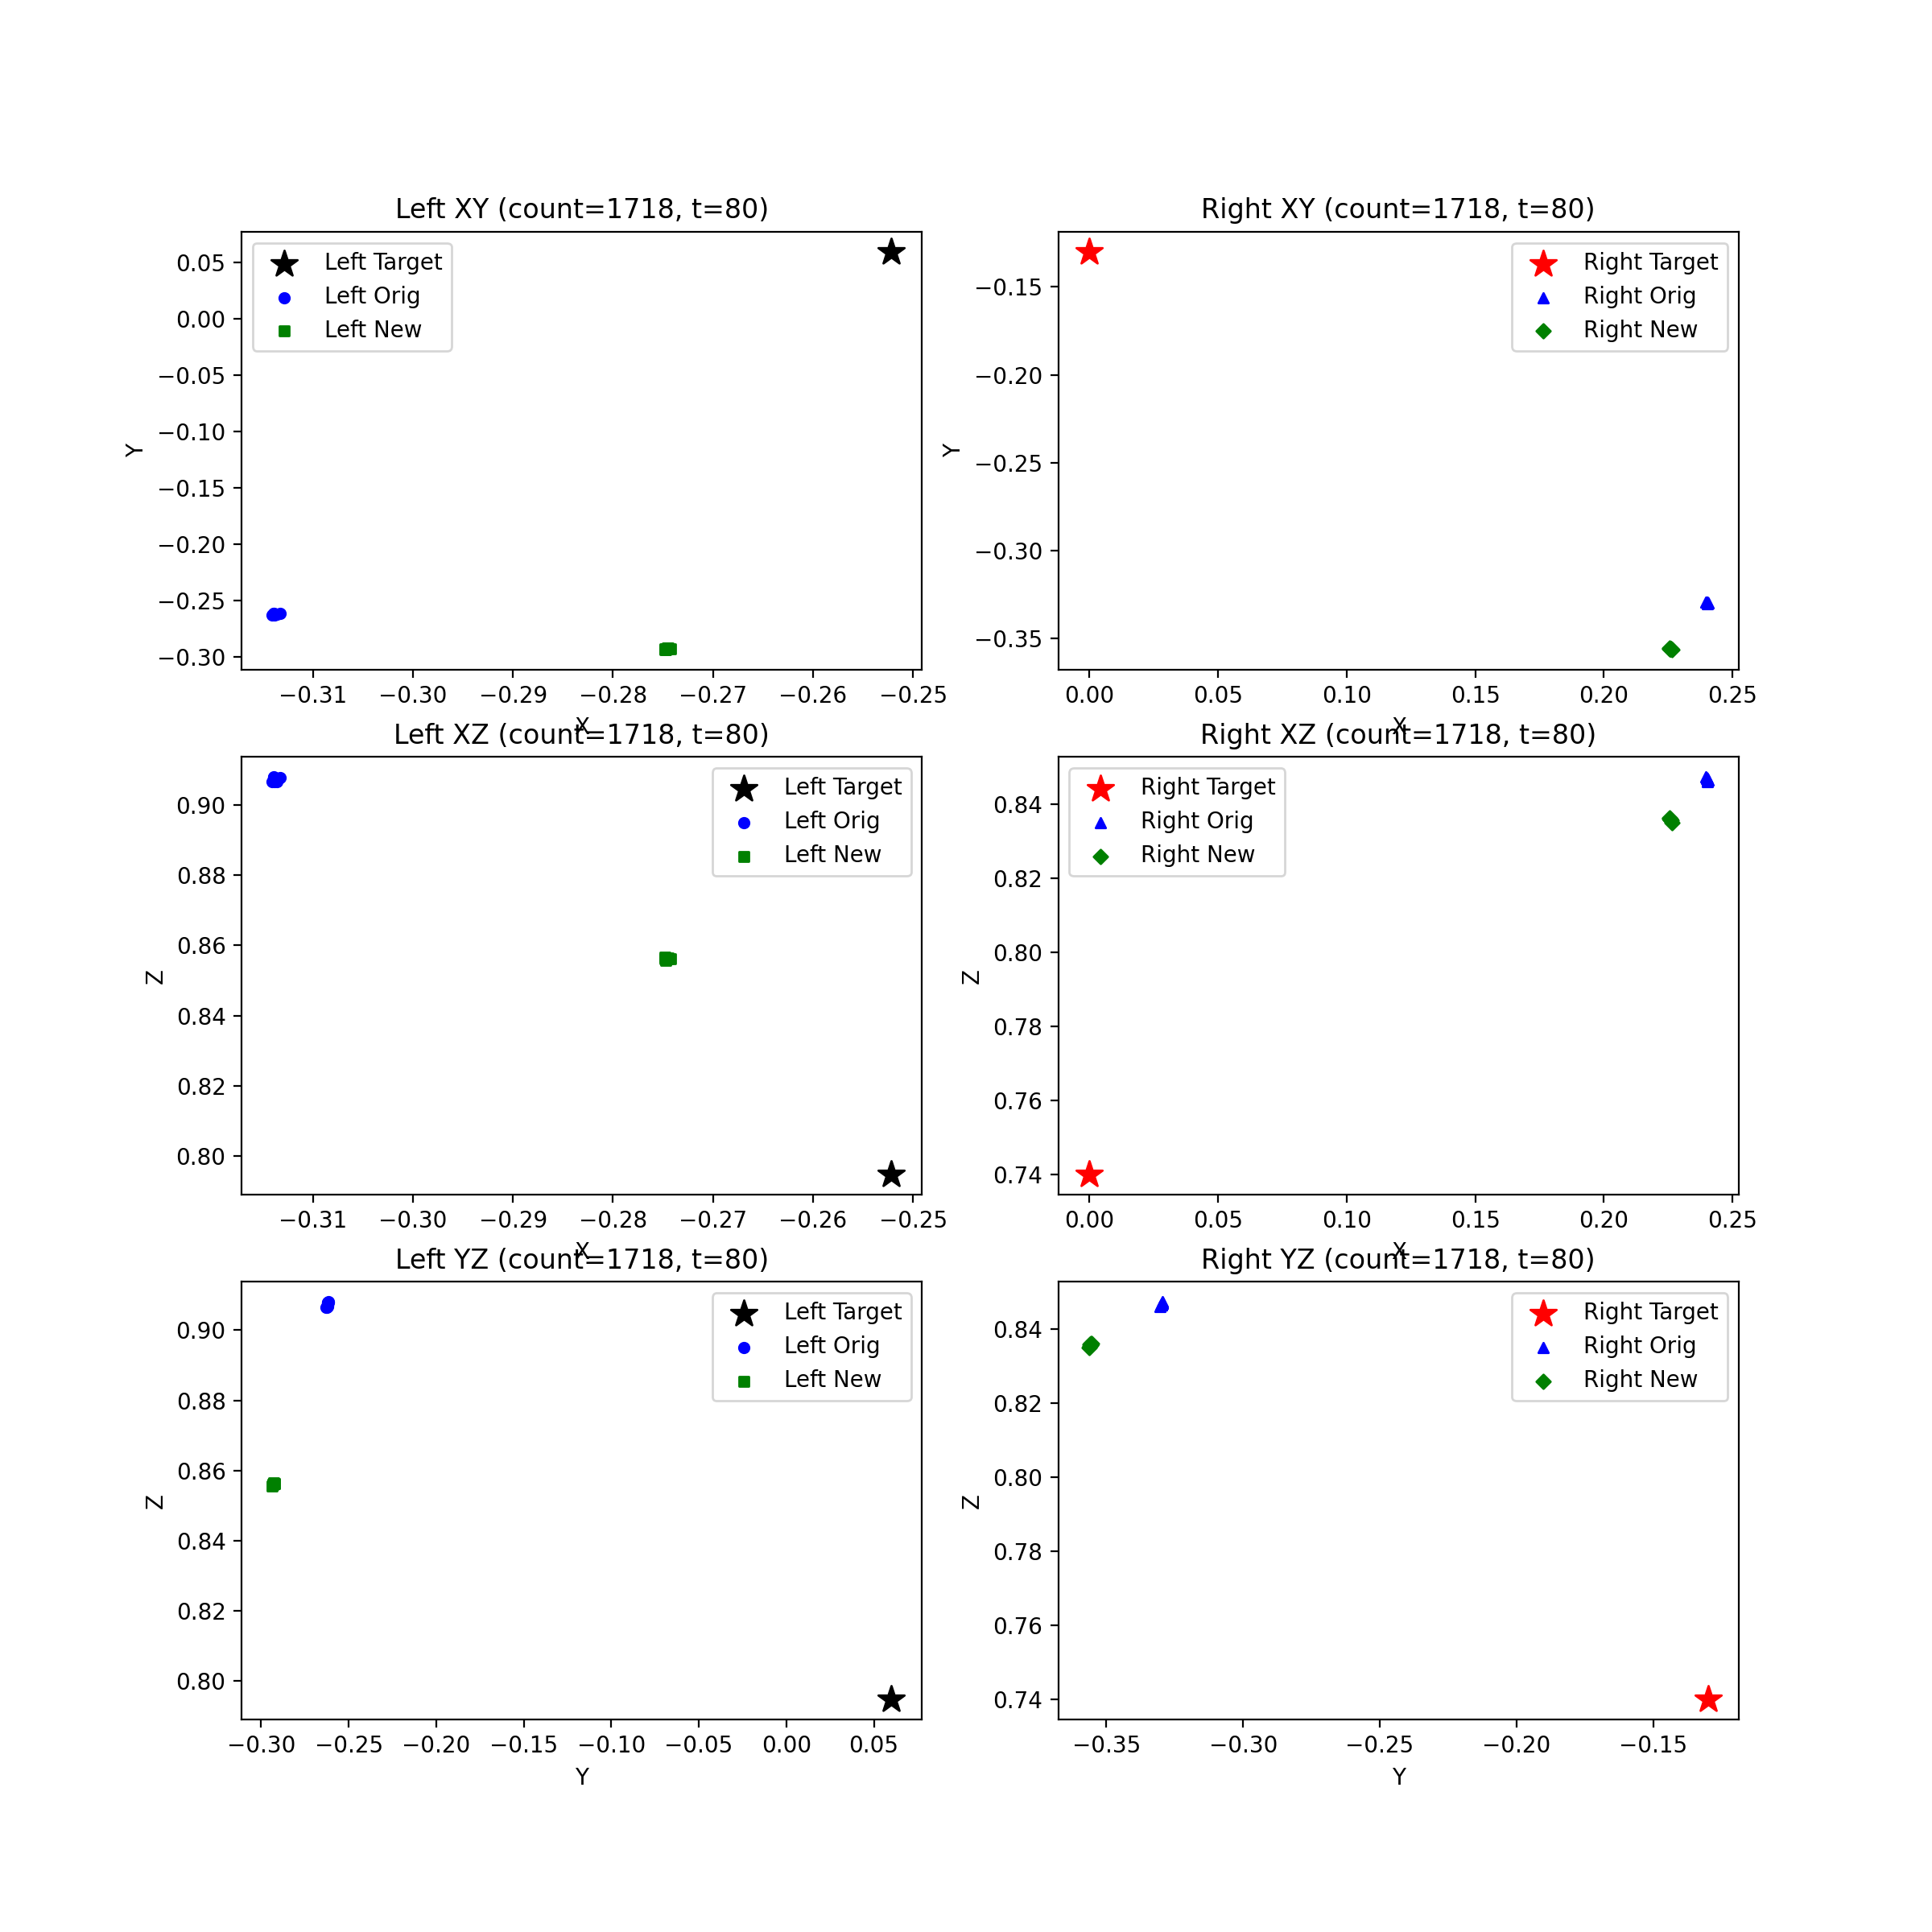 Left XY (count=1718, t=80)
Left Target
Left Orig
Left New
0.05
0.00
−0.05
−0.10
−0.15
−0.20
−0.25
−0.30
Y
−0.31 −0.30 −0.29 −0.28 −0.27 −0.26 −0.25
X
Right XY (count=1718, t=80)
Right Target
Right Orig
Right New
−0.15
−0.20
−0.25
−0.30
−0.35
Y
0.00 0.05 0.10 0.15 0.20 0.25
X
Left XZ (count=1718, t=80)
Left Target
Left Orig
Left New
0.90
0.88
0.86
0.84
0.82
0.80
Z
−0.31 −0.30 −0.29 −0.28 −0.27 −0.26 −0.25
X
Right XZ (count=1718, t=80)
Right Target
Right Orig
Right New
0.84
0.82
0.80
0.78
0.76
0.74
Z
0.00 0.05 0.10 0.15 0.20 0.25
X
Left YZ (count=1718, t=80)
Left Target
Left Orig
Left New
0.90
0.88
0.86
0.84
0.82
0.80
Z
−0.30 −0.25 −0.20 −0.15 −0.10 −0.05 0.00 0.05
Y
Right YZ (count=1718, t=80)
Right Target
Right Orig
Right New
0.84
0.82
0.80
0.78
0.76
0.74
Z
−0.35 −0.30 −0.25 −0.20 −0.15
Y